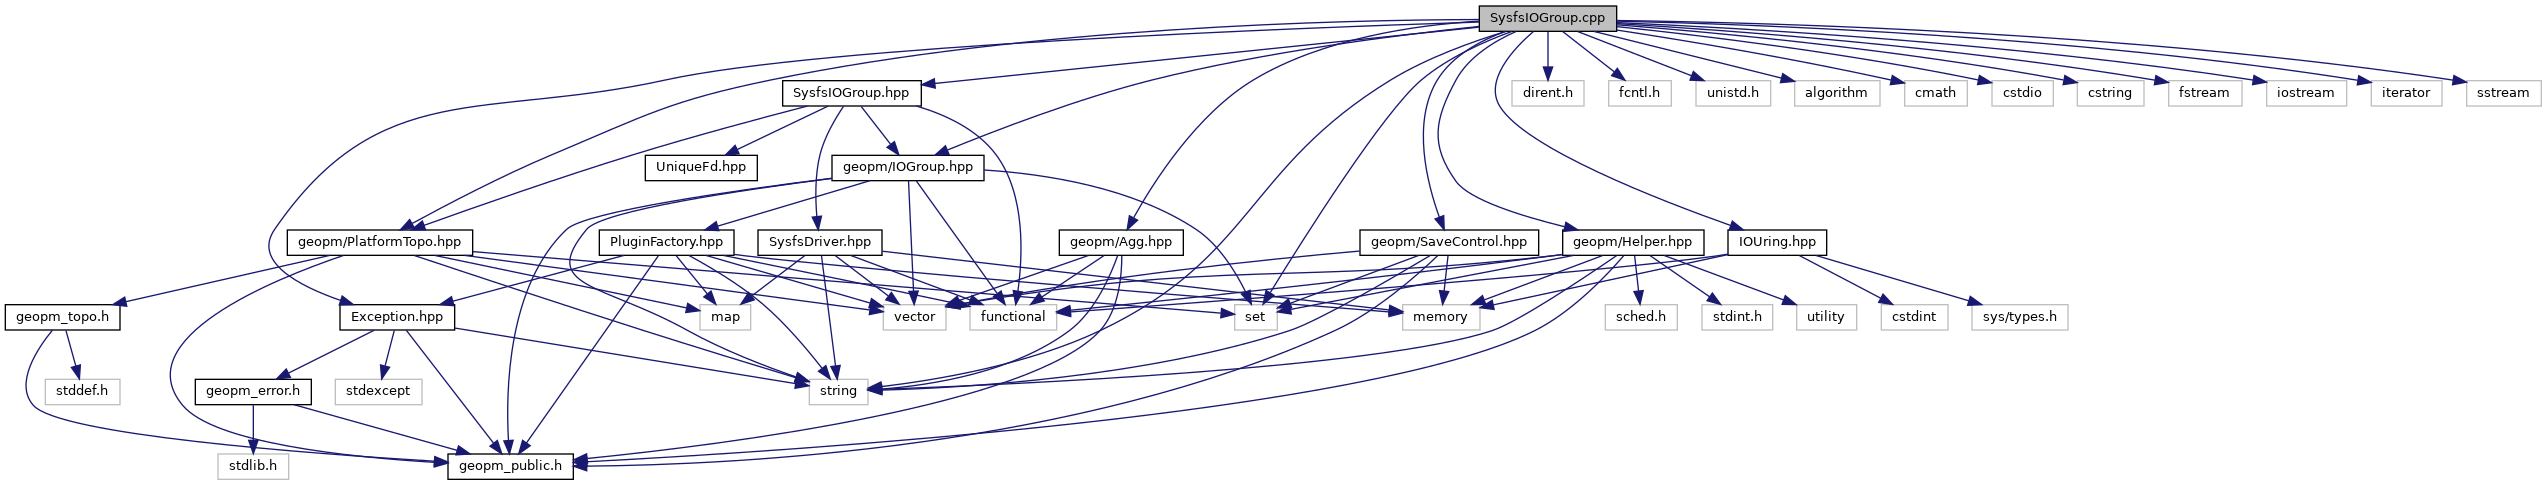 SysfsIOGroup.cpp
SysfsIOGroup.hpp
dirent.h
fcntl.h
unistd.h
algorithm
cmath
cstdio
cstring
fstream
iostream
iterator
sstream
UniqueFd.hpp
geopm/IOGroup.hpp
geopm/PlatformTopo.hpp
PluginFactory.hpp
SysfsDriver.hpp
geopm/Agg.hpp
geopm/SaveControl.hpp
geopm/Helper.hpp
IOUring.hpp
geopm_topo.h
Exception.hpp
map
vector
functional
set
memory
sched.h
stdint.h
utility
cstdint
sys/types.h
stddef.h
geopm_error.h
stdexcept
string
stdlib.h
geopm_public.h